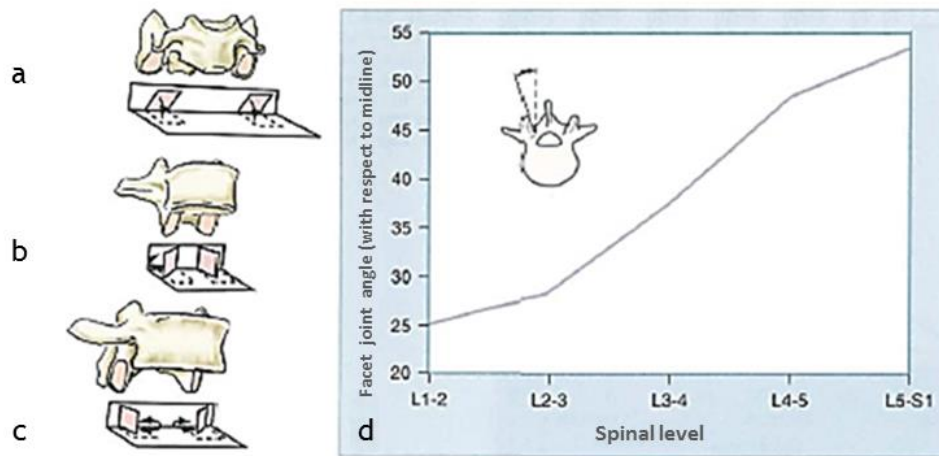 a
b
c
d
Facet joint angle (with respect to midline)
55
50
45
40
35
30
25
20
L1-2 L2-3 L3-4 L4-5 L5-S1
Spinal level